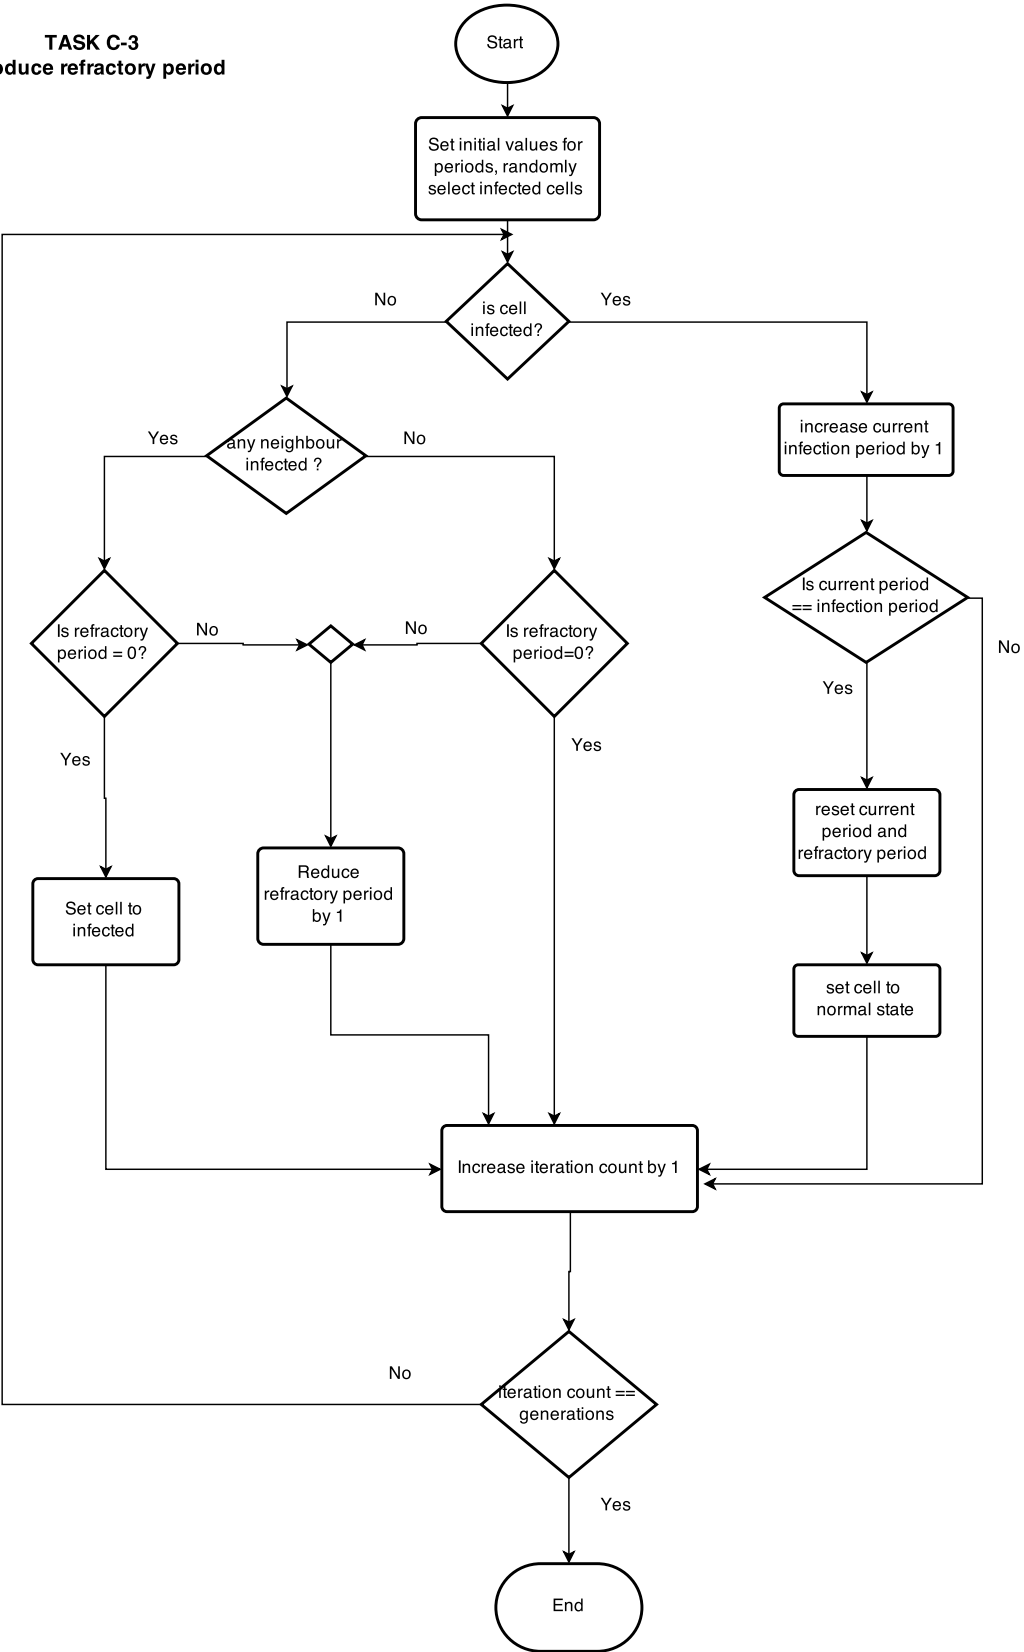 TASK C-3
refractory period
Start
Set initial values for
periods, randomly
select infected cells
No
Yes
is cell
infected?
increase current
infection period by 1
Yes
any neighbour
infected ?
No
Is current period
== infection period
No
Yes
Is refractory
period = 0?
No
No
Is refractory
period=0?
Yes
Yes
reset current
period and
refractory period
Reduce
refractory period
by 1
Set cell to
infected
set cell to
normal state
Increase iteration count by 1
No
Iteration count ==
generations
Yes
End